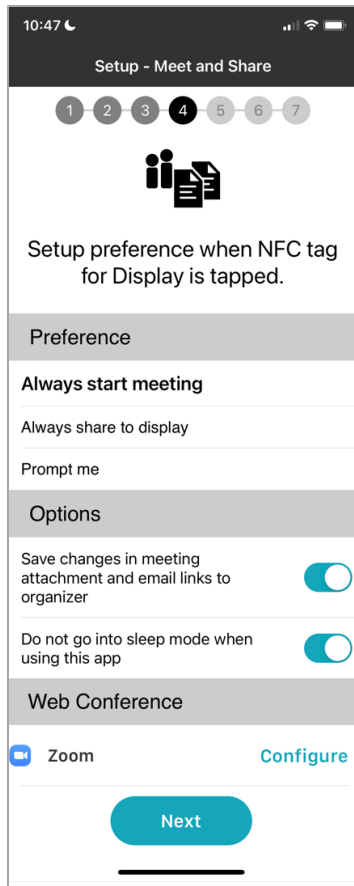 10:47
Setup - Meet and Share
1 2 3 4 5 6 7
Setup preference when NFC tag
for Display is tapped.
Preference
Always start meeting
Always share to display
Prompt me
Options
Save changes in meeting
attachment and email links to
organizer
Do not go into sleep mode when
using this app
Web Conference
Zoom Configure
Next